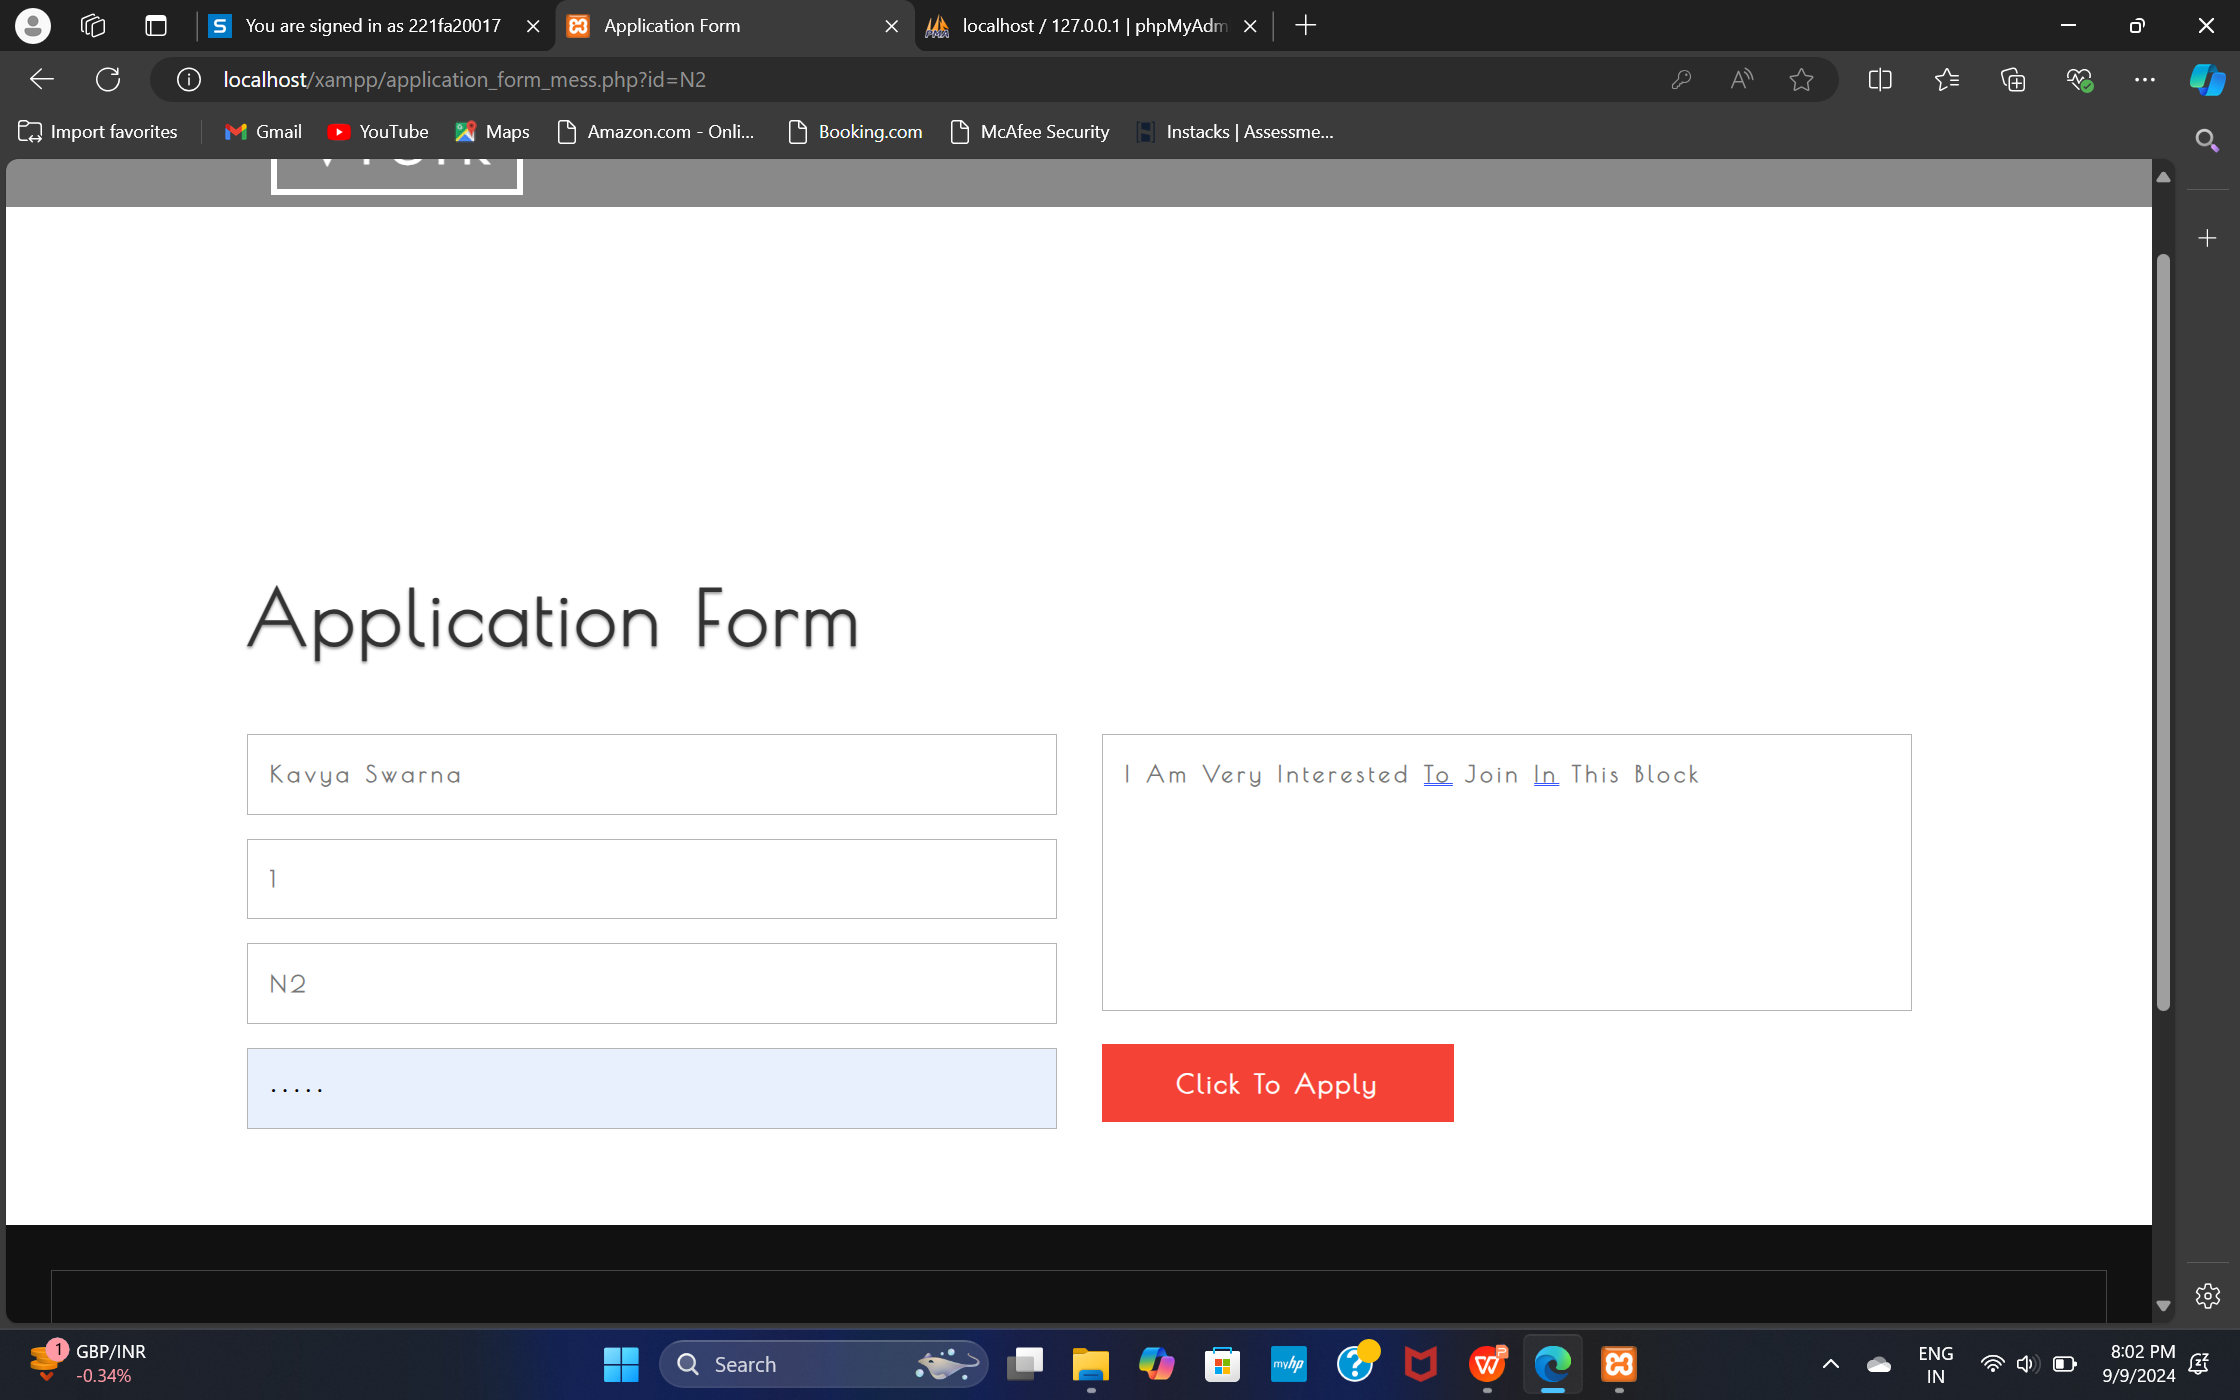 You are signed in as 221fa20017
Application Form
localhost / 127.0.0.1 | phpMyAdm
localhost/xampp/application_form_mess.php?id=N2
Import favorites
Gmail
YouTube
Maps
Amazon.com - Onli...
Booking.com
McAfee Security
Instacks | Assessme...
Application Form
Kavya Swarna
1
N2
.....
I Am Very Interested To Join In This Block
Click To Apply
1
GBP/INR
-0.34%
Search
myhp
ENG
IN
8:02 PM
9/9/2024